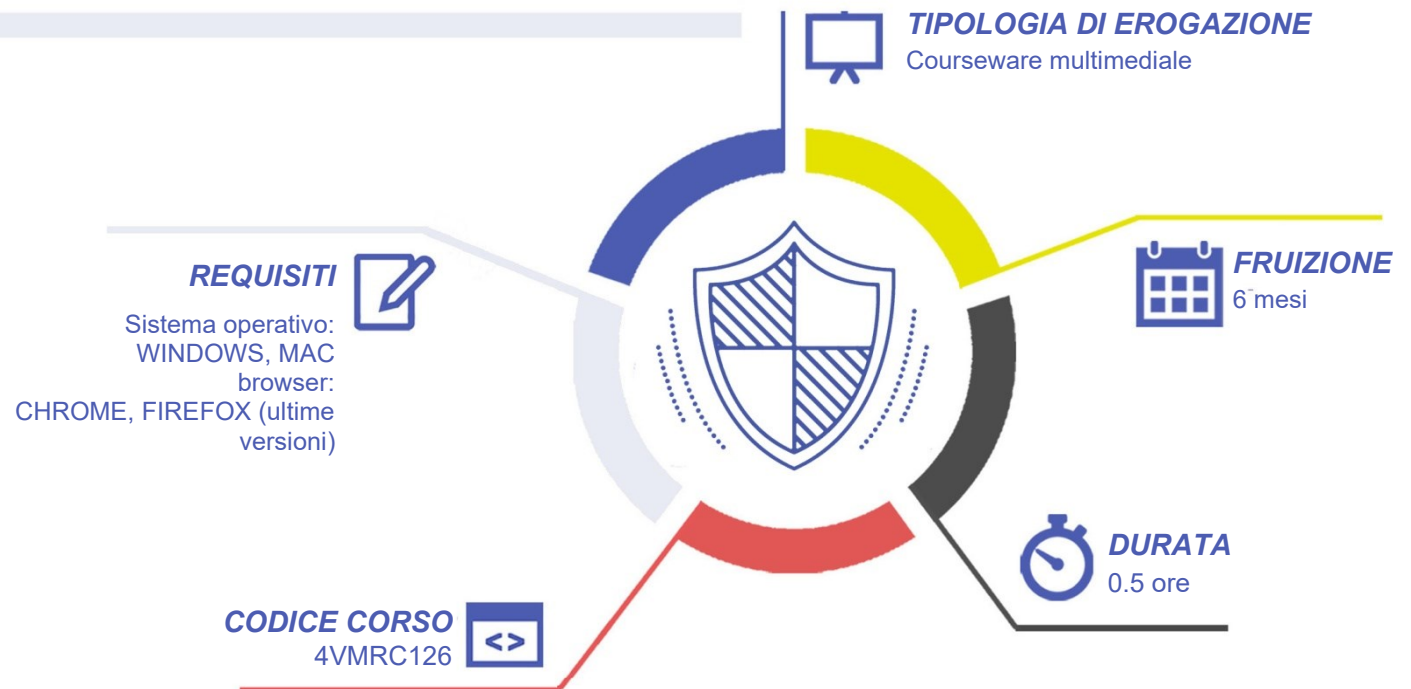 TIPOLOGIA DI EROGAZIONE
Courseware multimediale
REQUISITI
Sistema operativo:
WINDOWS, MAC
browser:
CHROME, FIREFOX (ultime
versioni)
FRUIZIONE
6 mesi
DURATA
0.5 ore
CODICE CORSO
4VMRC126